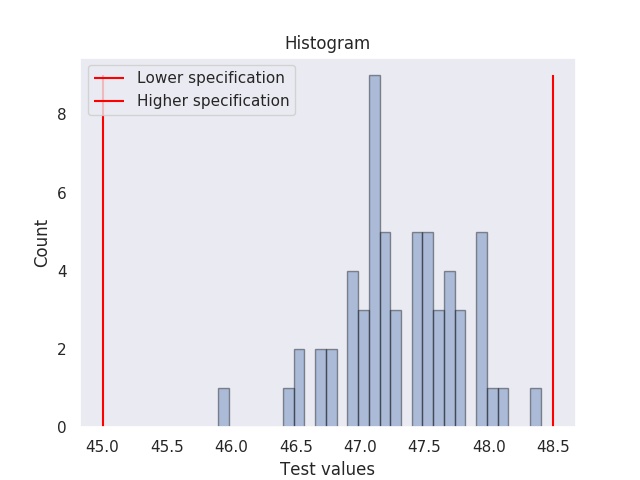 Histogram
Lower specification
Higher specification
8
6
4
2
0
Count
45.0 45.5 46.0 46.5 47.0 47.5 48.0 48.5
Test values